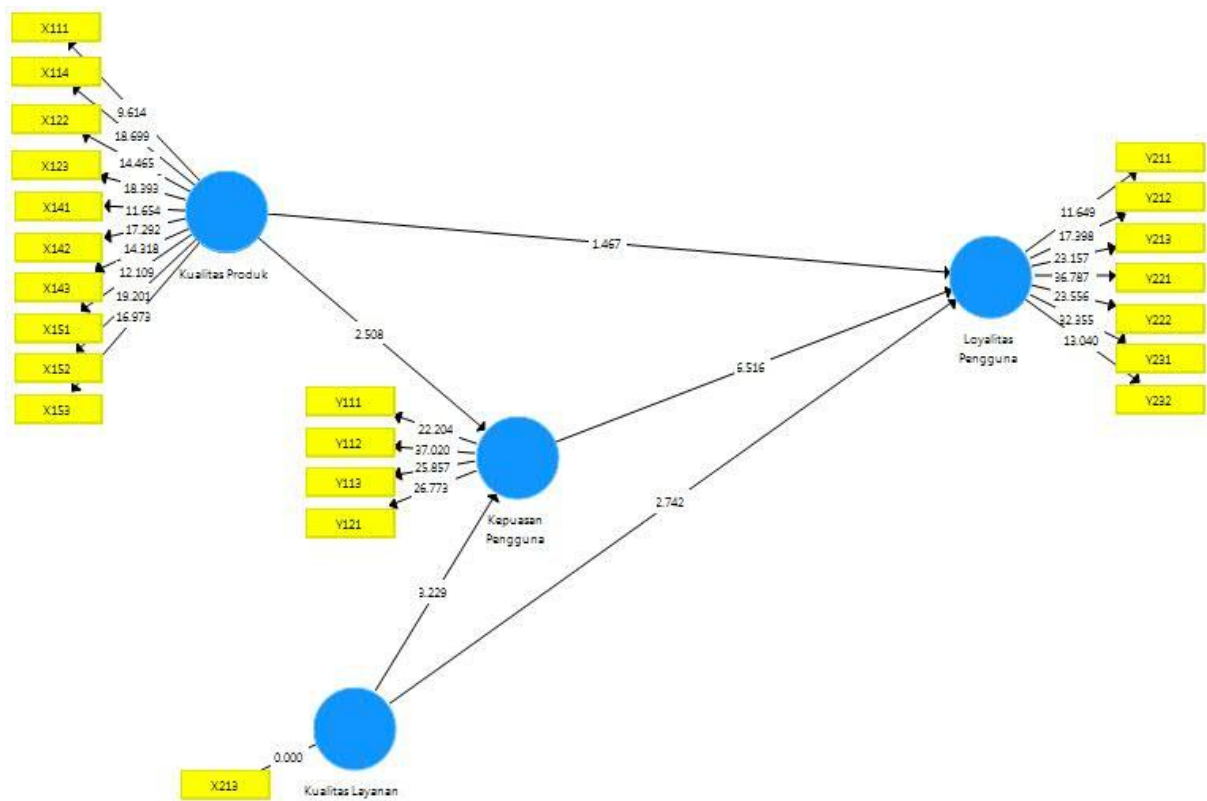 X111
X114
X122
X123
X141
X142
X143
X151
X152
X153
9.614
18.699
14.465
18.393
11.654
17.292
14.318
12.109
19.201
16.973
Kualitas Produk
1.467
2.508
Y111
Y112
Y113
Y121
22.204
37.020
25.857
26.773
Kepuasan
Pengguna
6.516
2.742
3.229
Y211
Y212
Y213
Y221
Y222
Y231
Y232
11.649
17.398
23.157
36.787
23.556
32.355
13.040
Loyalitas
Pengguna
0.000
X213
Kualitas Layanan